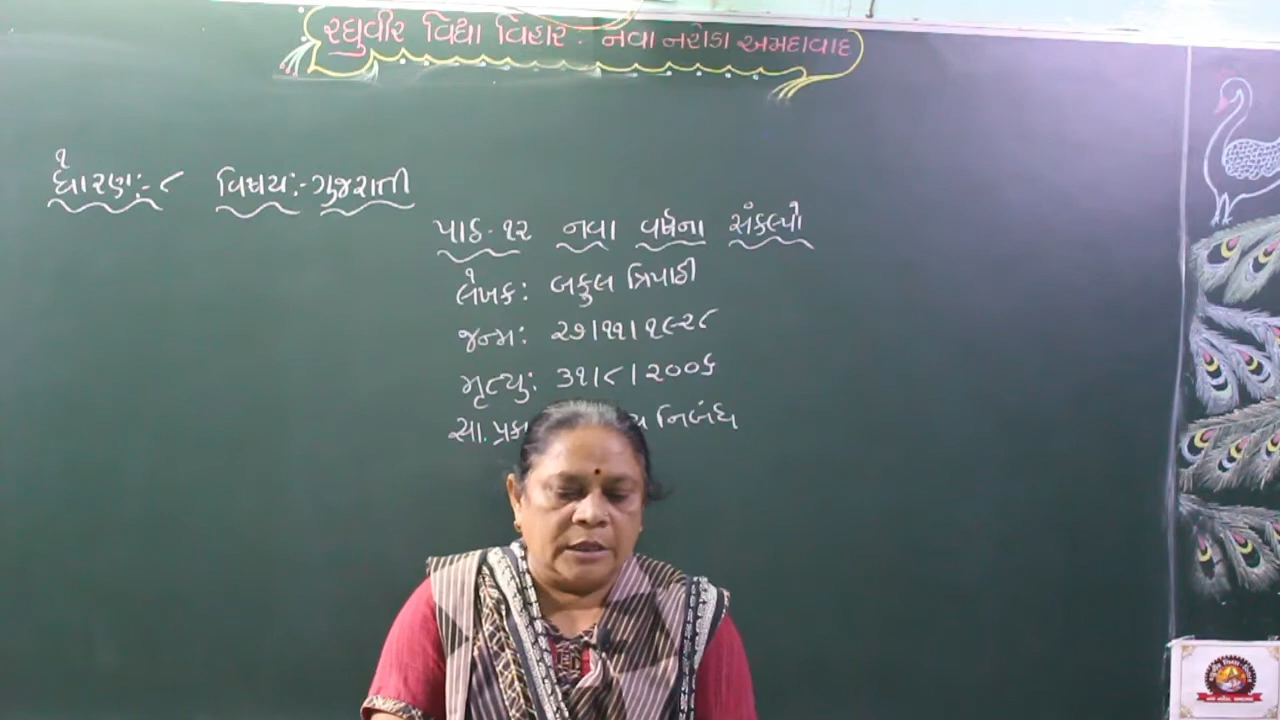 રઘુવીર વિદ્યા વિહાર - નવા નરોડા અમદાવાદ
ધોરણ:- ૮ વિષય:- ગુજરાતી
પાઠ- ૧૨ નવા વર્ષના સંકલ્પો
લેખક: બકુલ ત્રિપાઠી
જન્મ: ૨૭/૧૧/૧૯૨૮
મૃત્યુ: ૩૧/૮/૨૦૦૬
સા. નિબંધ